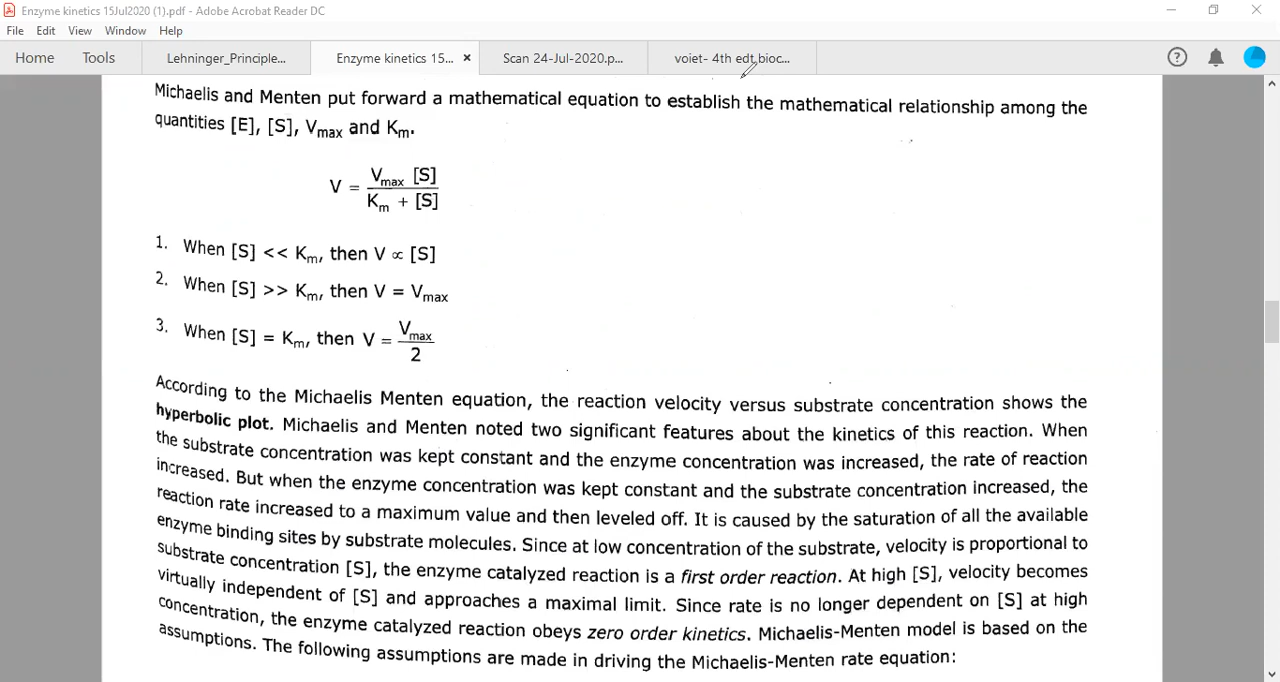 Enzyme kinetics 15Jul2020 (1).pdf - Adobe Acrobat Reader DC
File Edit View Window Help
Home Tools Lehninger_Principle... Enzyme kinetics 15... × Scan 24-Jul-2020.p... voiet- 4th edt,bioc...
Michaelis and Menten put forward a mathematical equation to establish the mathematical relationship among the
quantities [E], [S], Vmax and Km.
V = Vmax [S] / Km + [S]
1. When [S] << Km, then V ∝ [S]
2. When [S] >> Km, then V = Vmax
3. When [S] = Km, then V = Vmax / 2
According to the Michaelis Menten equation, the reaction velocity versus substrate concentration shows the
hyperbolic plot. Michaelis and Menten noted two significant features about the kinetics of this reaction. When
the substrate concentration was kept constant and the enzyme concentration was increased, the rate of reaction
increased. But when the enzyme concentration was kept constant and the substrate concentration increased, the
reaction rate increased to a maximum value and then leveled off. It is caused by the saturation of all the available
enzyme binding sites by substrate molecules. Since at low concentration of the substrate, velocity is proportional to
substrate concentration [S], the enzyme catalyzed reaction is a first order reaction. At high [S], velocity becomes
virtually independent of [S] and approaches a maximal limit. Since rate is no longer dependent on [S] at high
concentration, the enzyme catalyzed reaction obeys zero order kinetics. Michaelis-Menten model is based on the
assumptions. The following assumptions are made in driving the Michaelis-Menten rate equation: